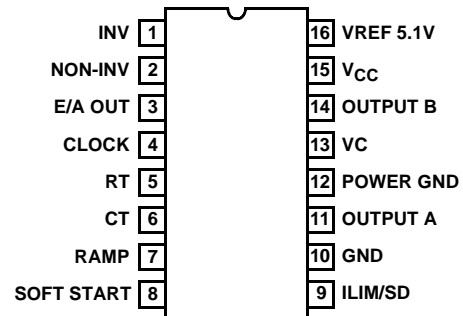 INV 1 16 VREF 5.1V
NON-INV 2 15 VCC
E/A OUT 3 14 OUTPUT B
CLOCK 4 13 VC
RT 5 12 POWER GND
CT 6 11 OUTPUT A
RAMP 7 10 GND
SOFT START 8 9 ILIM/SD